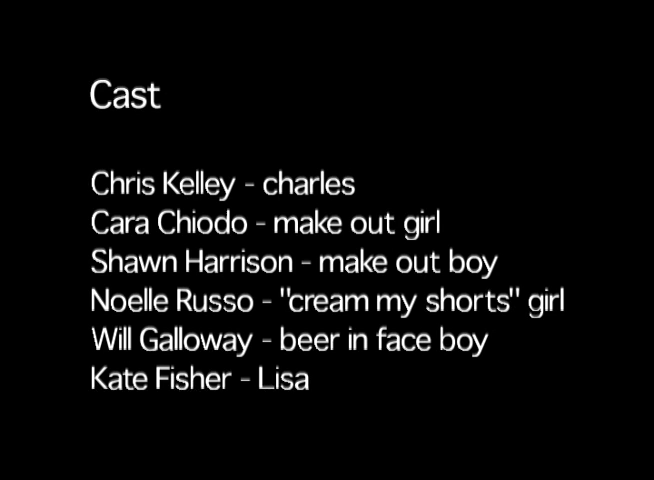 Cast
Chris Kelley - charles
Cara Chiodo - make out girl
Shawn Harrison - make out boy
Noelle Russo - "cream my shorts" girl
Will Galloway - beer in face boy
Kate Fisher - Lisa